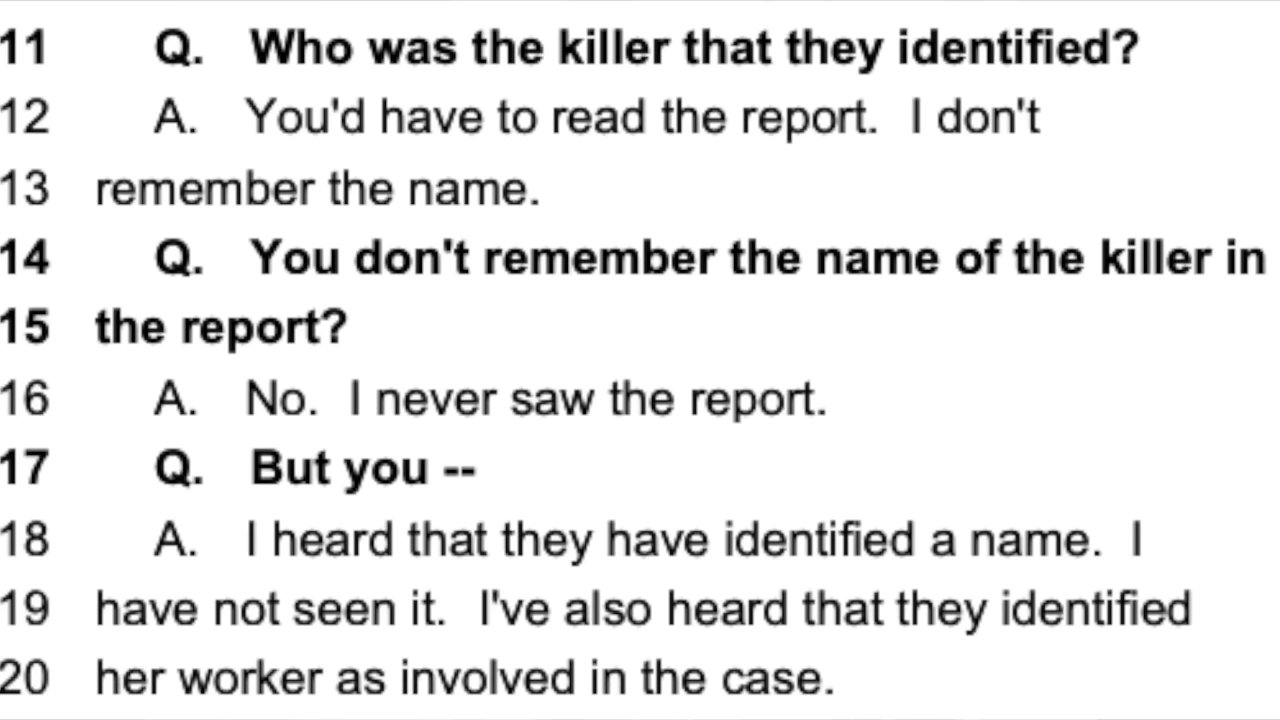 11 Q. Who was the killer that they identified?
12 A. You'd have to read the report. I don't
13 remember the name.
14 Q. You don't remember the name of the killer in
15 the report?
16 A. No. I never saw the report.
17 Q. But you --
18 A. I heard that they have identified a name. I
19 have not seen it. I've also heard that they identified
20 her worker as involved in the case.